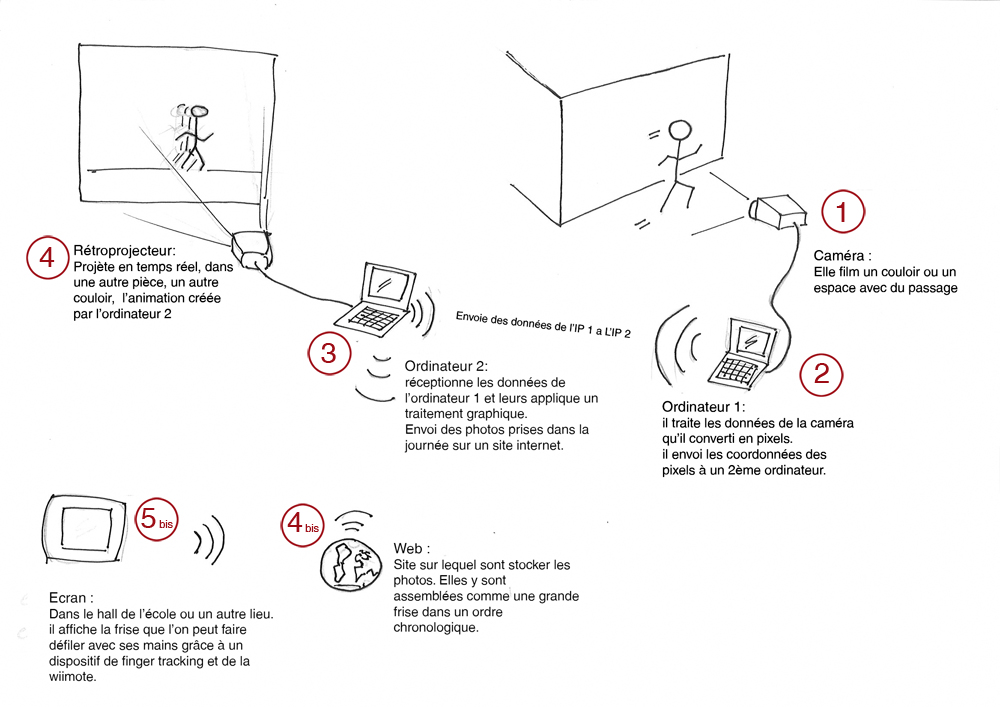 1
Caméra :
Elle film un couloir ou un
espace avec du passage
2
Ordinateur 1:
il traite les données de la caméra
qu'il converti en pixels.
il envoi les coordonnées des
pixels à un 2ème ordinateur.
Envoie des données de l'IP 1 a L'IP 2
3
Ordinateur 2:
réceptionne les données de
l'ordinateur 1 et leurs applique un
traitement graphique.
Envoi des photos prises dans la
journée sur un site internet.
4
Rétroprojecteur:
Projète en temps réel, dans
une autre pièce, un autre
couloir, l'animation créée
par l'ordinateur 2
4 bis
Web :
Site sur lequel sont stocker les
photos. Elles y sont
assemblées comme une grande
frise dans un ordre
chronologique.
5 bis
Ecran :
Dans le hall de l'école ou un autre lieu.
il affiche la frise que l'on peut faire
défiler avec ses mains grâce à un
dispositif de finger tracking et de la
wiimote.